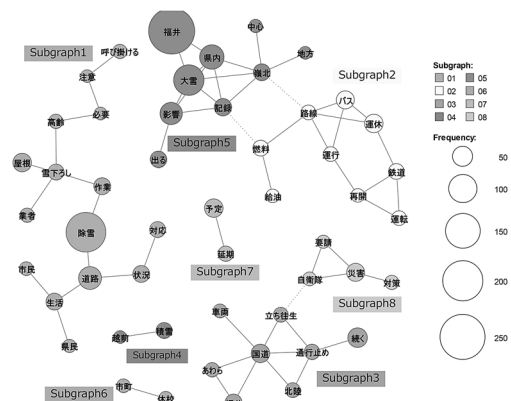 福井
中心
呼び掛ける
Subgraph1
県内
地方
注意
大雪
嶺北
Subgraph2
記録
バス
必要
影響
路線
運休
高齢
Subgraph5
燃料
運行
出る
屋根
雪下ろし
作業
鉄道
給油
再開
業者
予定
運転
除雪
対応
要請
延期
市民
道路
状況
Subgraph7
自衛隊
災害
対策
生活
車両
立ち往生
Subgraph8
越前
積雪
続く
県民
Subgraph4
国道
通行止め
あわら
Subgraph3
市町
北陸
Subgraph6
休校
Subgraph:
01
05
02
06
03
07
04
08
Frequency:
50
100
150
200
250